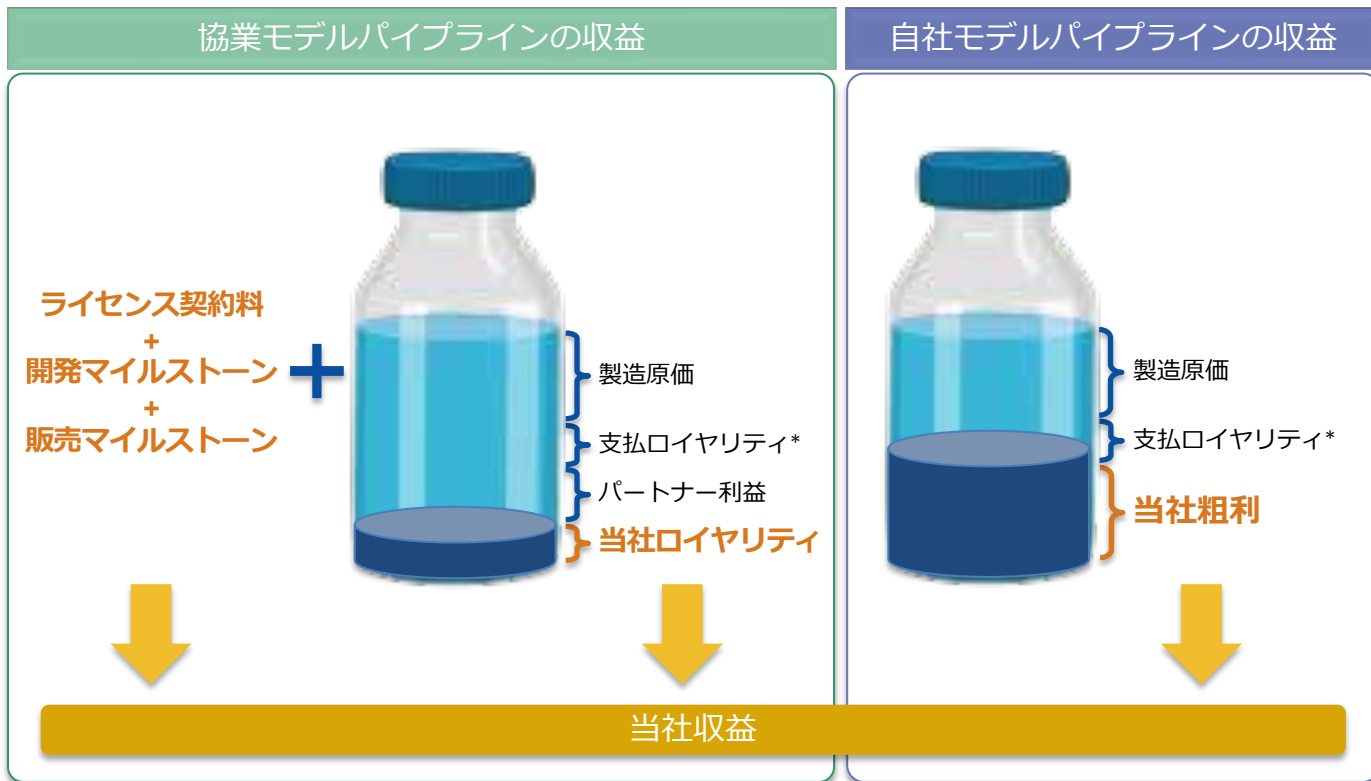 協業モデルパイプラインの収益
ライセンス契約料
+
開発マイルストーン
+
販売マイルストーン
+
製造原価
支払ロイヤリティ*
パートナー利益
当社ロイヤリティ
自社モデルパイプラインの収益
製造原価
支払ロイヤリティ*
当社粗利
当社収益